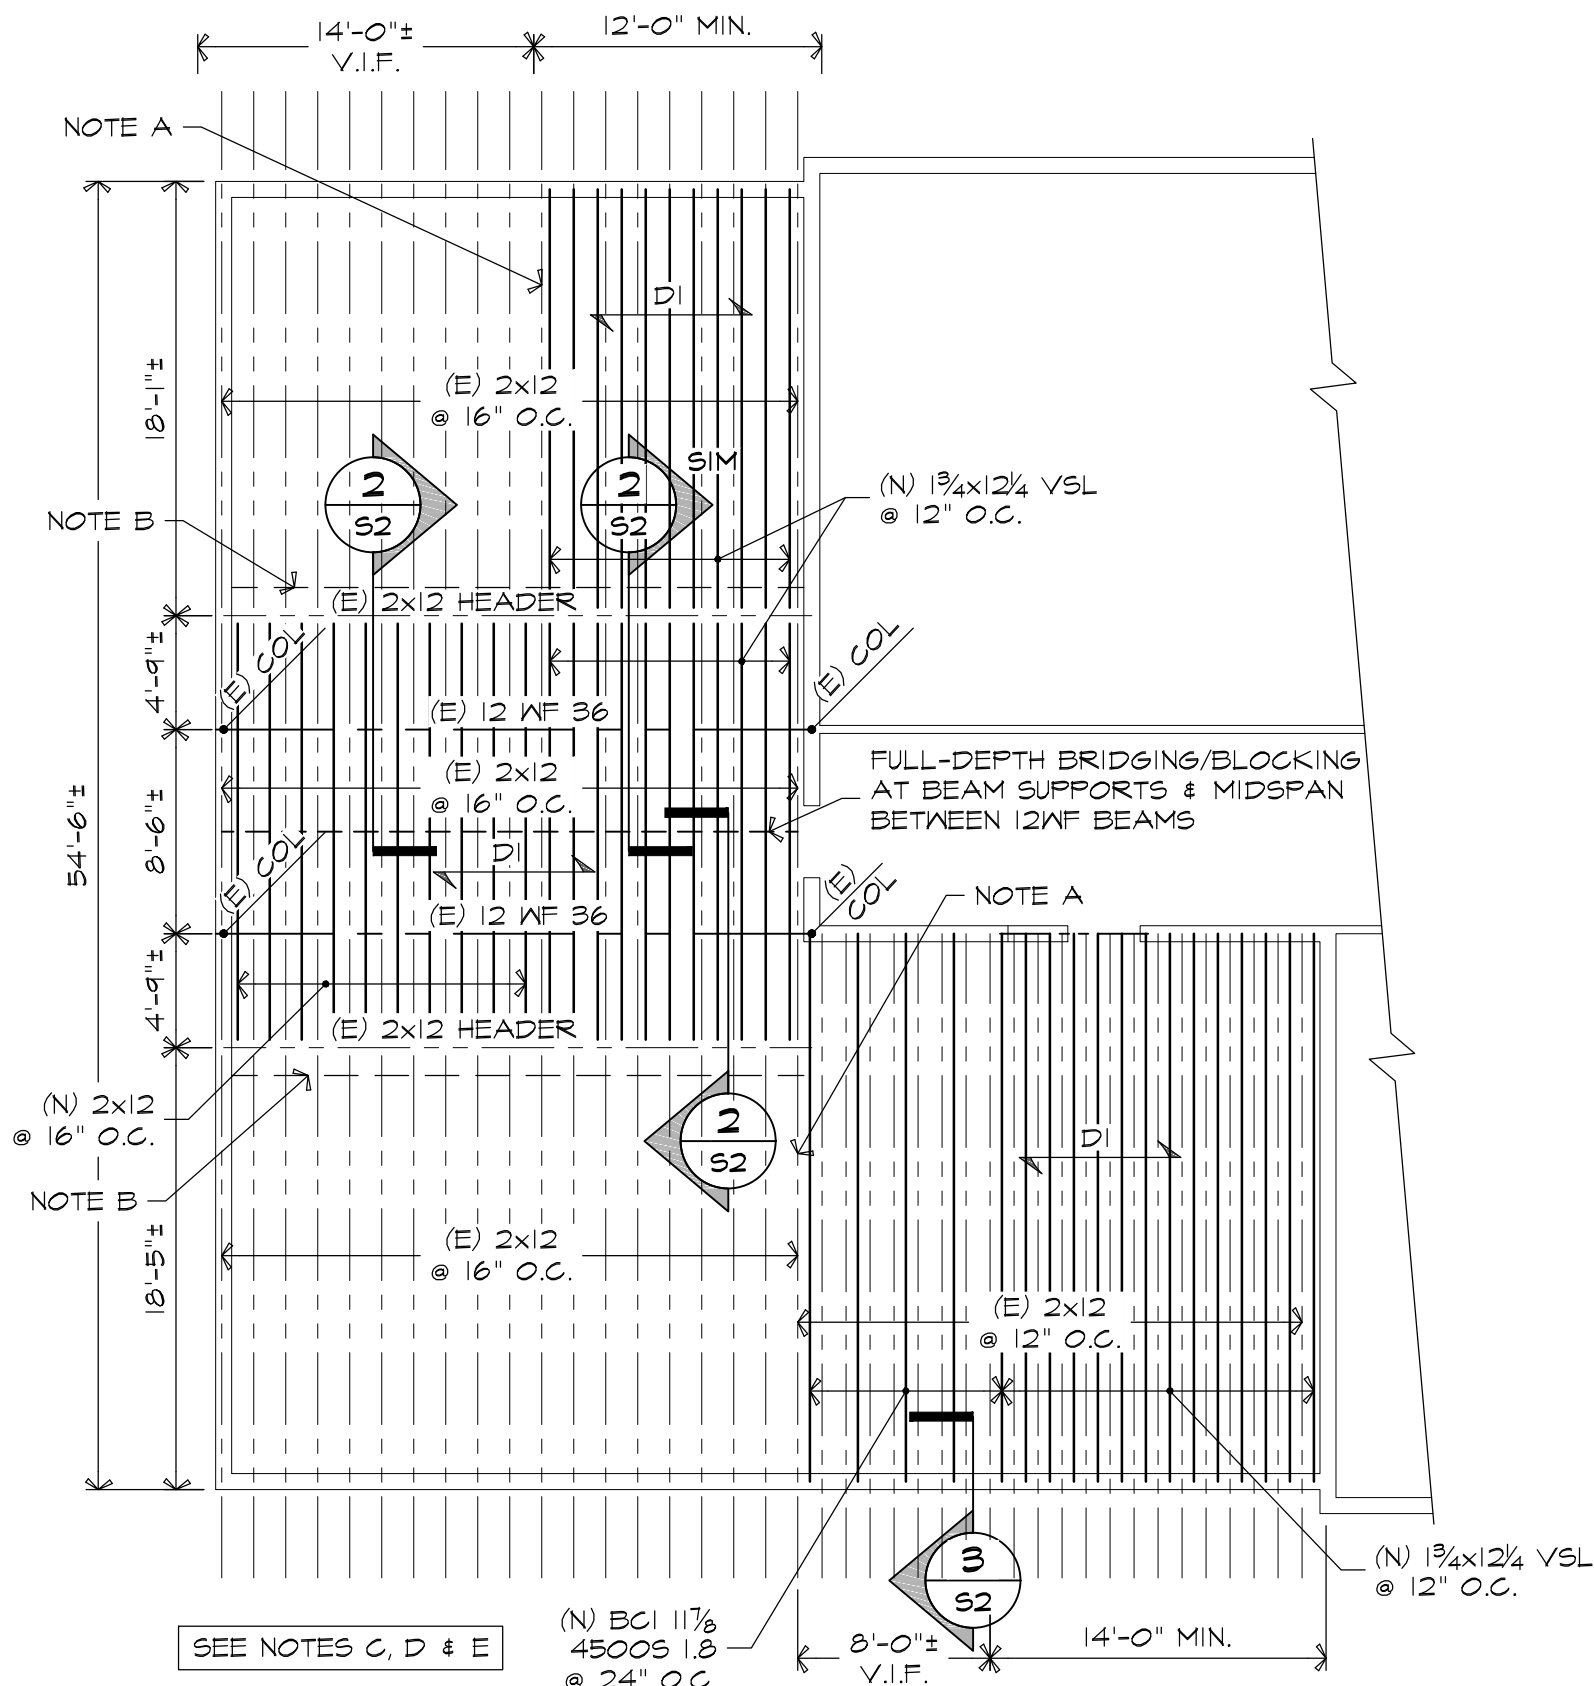 14'-0"±
V.I.F.
12'-0" MIN.
NOTE A
D1
18'-1"±
(E) 2x12
@ 16" O.C.
2
S2
2
S2
SIM
(N) 1¾x12¼ VSL
@ 12" O.C.
NOTE B
(E) 2x12 HEADER
4'-9"±
(E) COL
(E) COL
(E) 12 WF 36
54'-6"±
8'-6"±
(E) 2x12
@ 16" O.C.
FULL-DEPTH BRIDGING/BLOCKING
AT BEAM SUPPORTS & MIDSPAN
BETWEEN 12WF BEAMS
(E) COL
D1
(E)
COL
NOTE A
(E) 12 WF 36
4'-9"±
(E) 2x12 HEADER
(N) 2x12
@ 16" O.C.
2
S2
D1
NOTE B
18'-5"±
(E) 2x12
@ 16" O.C.
(E) 2x12
@ 12" O.C.
3
S2
(N) 1¾x12¼ VSL
@ 12" O.C.
SEE NOTES C, D & E
(N) BCI 11⅞
4500S 1.8
@ 24" O.C
8'-0"±
V.I.F.
14'-0" MIN.